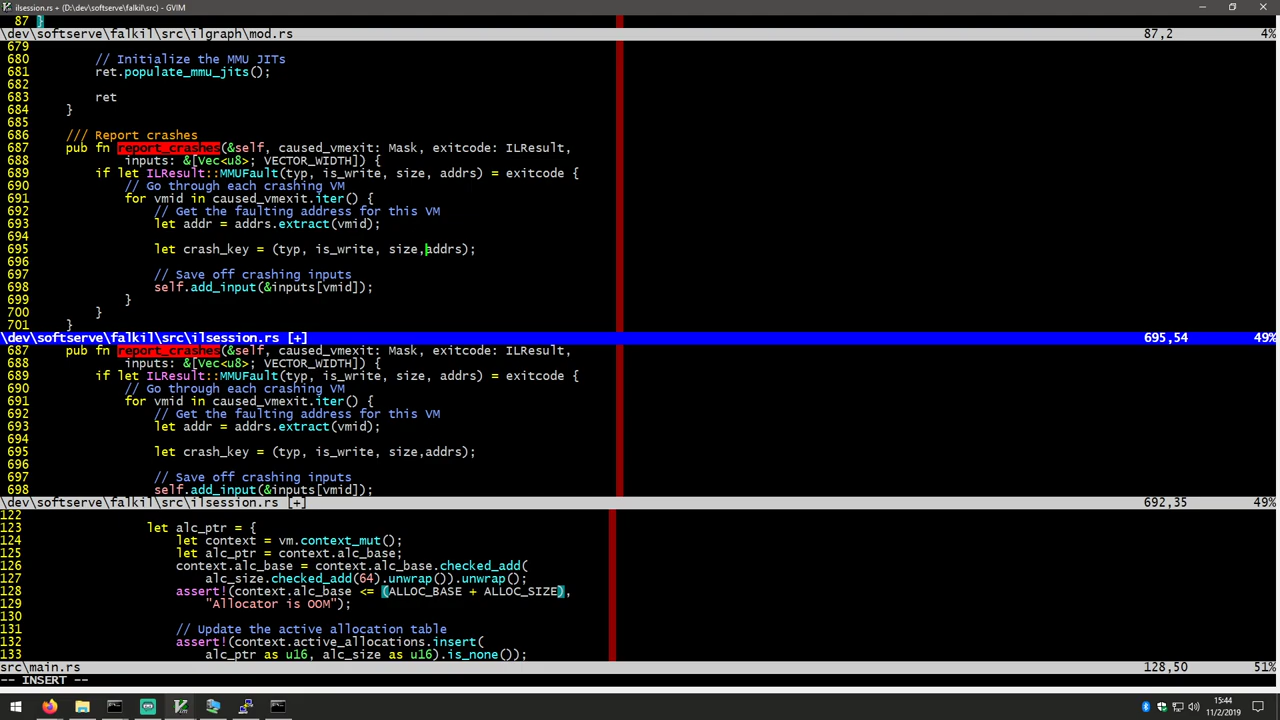 ilsession.rs + (D:\dev\softserve\falkil\src) - GVIM
87 }
\dev\softserve\falkil\src\ilgraph\mod.rs 87,2 4%
679
680 // Initialize the MMU JITs
681 ret.populate_mmu_jits();
682
683 ret
684 }
685
686 /// Report crashes
687 pub fn report_crashes(&self, caused_vmexit: Mask, exitcode: ILResult,
688 inputs: &[Vec<u8>; VECTOR_WIDTH]) {
689 if let ILResult::MMUFault(typ, is_write, size, addrs) = exitcode {
690 // Go through each crashing VM
691 for vmid in caused_vmexit.iter() {
692 // Get the faulting address for this VM
693 let addr = addrs.extract(vmid);
694
695 let crash_key = (typ, is_write, size,addrs);
696
697 // Save off crashing inputs
698 self.add_input(&inputs[vmid]);
699 }
700 }
701 }
\dev\softserve\falkil\src\ilsession.rs [+] 695,54 49%
687 pub fn report_crashes(&self, caused_vmexit: Mask, exitcode: ILResult,
688 inputs: &[Vec<u8>; VECTOR_WIDTH]) {
689 if let ILResult::MMUFault(typ, is_write, size, addrs) = exitcode {
690 // Go through each crashing VM
691 for vmid in caused_vmexit.iter() {
692 // Get the faulting address for this VM
693 let addr = addrs.extract(vmid);
694
695 let crash_key = (typ, is_write, size,addrs);
696
697 // Save off crashing inputs
698 self.add_input(&inputs[vmid]);
\dev\softserve\falkil\src\ilsession.rs [+] 692,35 49%
122
123 let alc_ptr = {
124 let context = vm.context_mut();
125 let alc_ptr = context.alc_base;
126 context.alc_base = context.alc_base.checked_add(
127 alc_size.checked_add(64).unwrap()).unwrap();
128 assert!(context.alc_base <= (ALLOC_BASE + ALLOC_SIZE),
129 "Allocator is OOM");
130
131 // Update the active allocation table
132 assert!(context.active_allocations.insert(
133 alc_ptr as u16, alc_size as u16).is_none());
src\main.rs 128,50 51%
-- INSERT --
15:44
11/2/2019